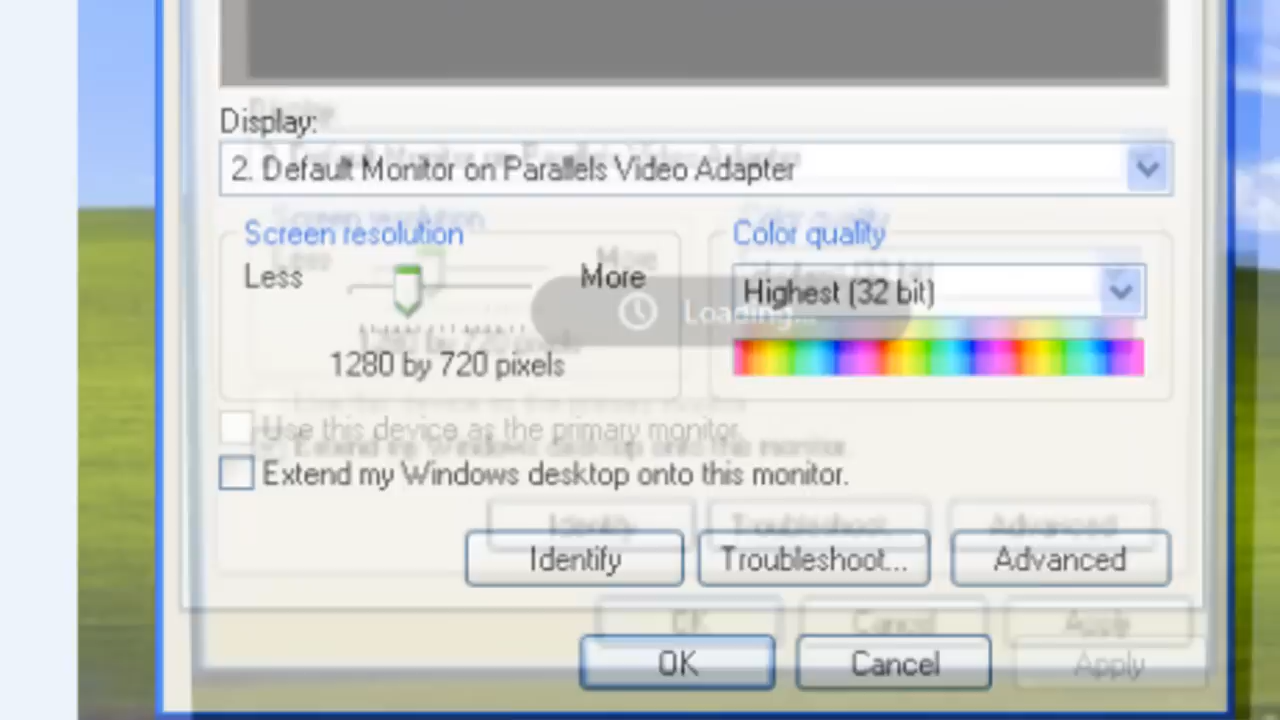 Display:
2. Default Monitor on Parallels Video Adapter
Screen resolution
Color quality
Less
More
Highest (32 bit)
Loading...
1280 by 720 pixels
Use this device as the primary monitor.
Extend my Windows desktop onto this monitor.
Identify
Troubleshoot...
Advanced
OK
Cancel
Apply